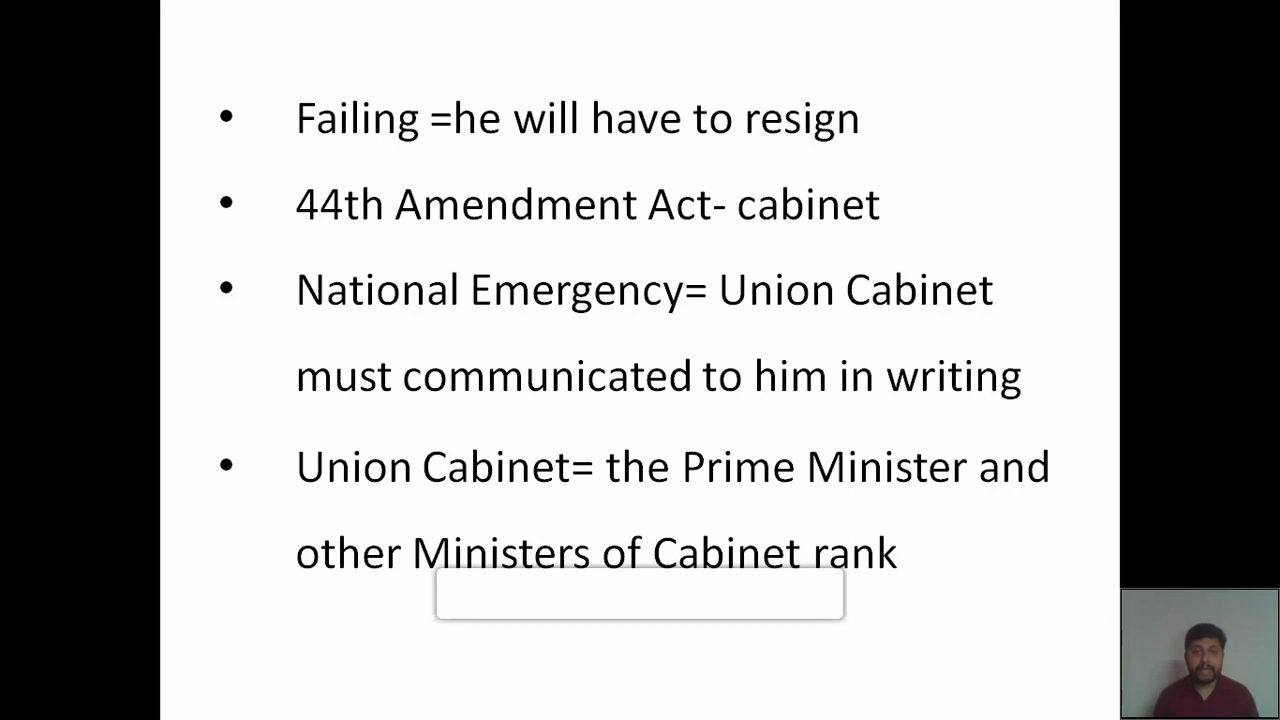 • Failing =he will have to resign
• 44th Amendment Act- cabinet
• National Emergency= Union Cabinet
must communicated to him in writing
• Union Cabinet= the Prime Minister and
other Ministers of Cabinet rank